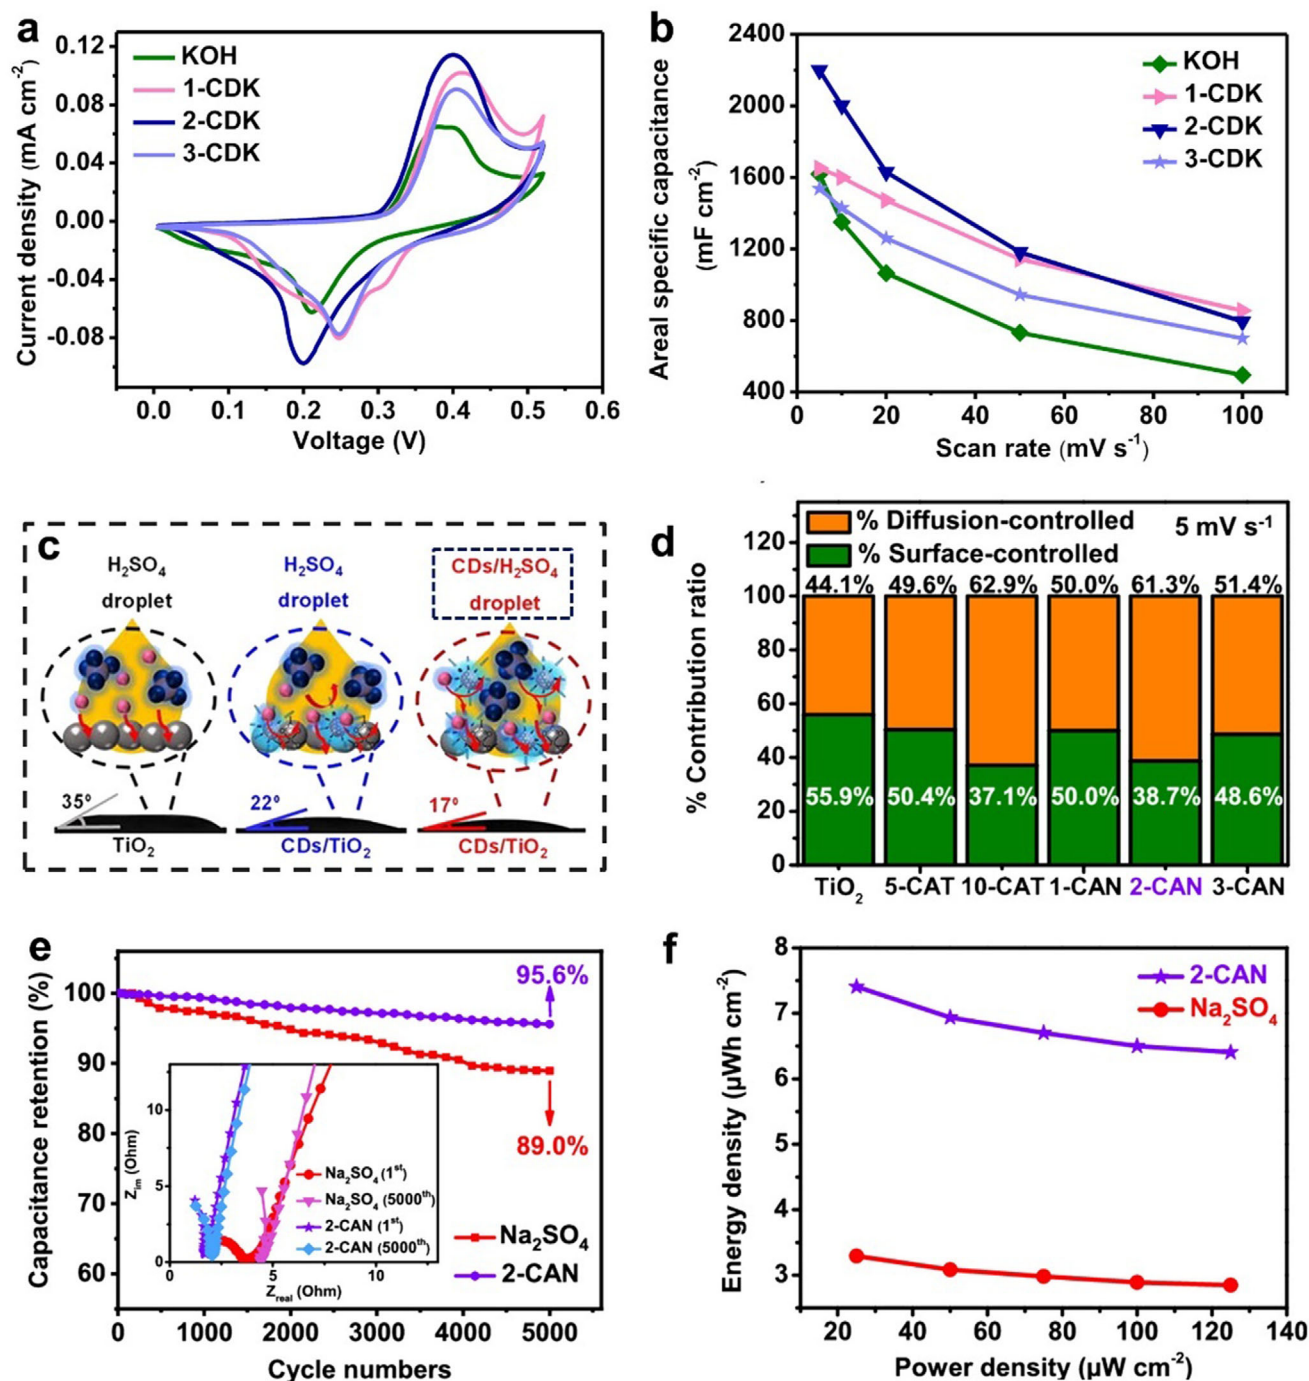 a
0.12
0.08
0.04
0.00
-0.04
-0.08
Current density (mA cm⁻²)
KOH
1-CDK
2-CDK
3-CDK
0.0 0.1 0.2 0.3 0.4 0.5 0.6
Voltage (V)
b
2400
2000
1600
1200
800
400
Areal specific capacitance
(mF cm⁻²)
KOH
1-CDK
2-CDK
3-CDK
0 20 40 60 80 100
Scan rate (mV s⁻¹)
c
H₂SO₄
droplet
H₂SO₄
droplet
CDs/H₂SO₄
droplet
35°
22°
17°
TiO₂
CDs/TiO₂
CDs/TiO₂
d
% Diffusion-controlled
% Surface-controlled
5 mV s⁻¹
120
100
80
60
40
20
0
% Contribution ratio
44.1% 49.6% 62.9% 50.0% 61.3% 51.4%
55.9% 50.4% 37.1% 50.0% 38.7% 48.6%
TiO₂ 5-CAT 10-CAT 1-CAN 2-CAN 3-CAN
e
100
90
80
70
60
Capacitance retention (%)
95.6%
89.0%
10
5
0
Z_im (Ohm)
Na₂SO₄ (1ˢᵗ)
Na₂SO₄ (5000ᵗʰ)
2-CAN (1ˢᵗ)
2-CAN (5000ᵗʰ)
0 5 10
Z_real (Ohm)
Na₂SO₄
2-CAN
0 1000 2000 3000 4000 5000
Cycle numbers
f
8
7
6
5
4
3
Energy density (µWh cm⁻²)
2-CAN
Na₂SO₄
20 40 60 80 100 120 140
Power density (µW cm⁻²)